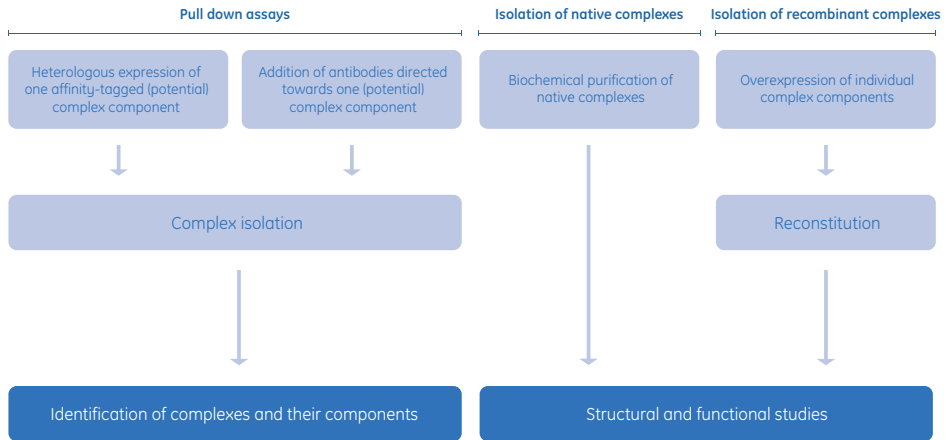 Pull down assays
Isolation of native complexes
Isolation of recombinant complexes
Heterologous expression of
one affinity-tagged (potential)
complex component
Addition of antibodies directed
towards one (potential)
complex component
Biochemical purification of
native complexes
Overexpression of individual
complex components
Complex isolation
Reconstitution
Identification of complexes and their components
Structural and functional studies